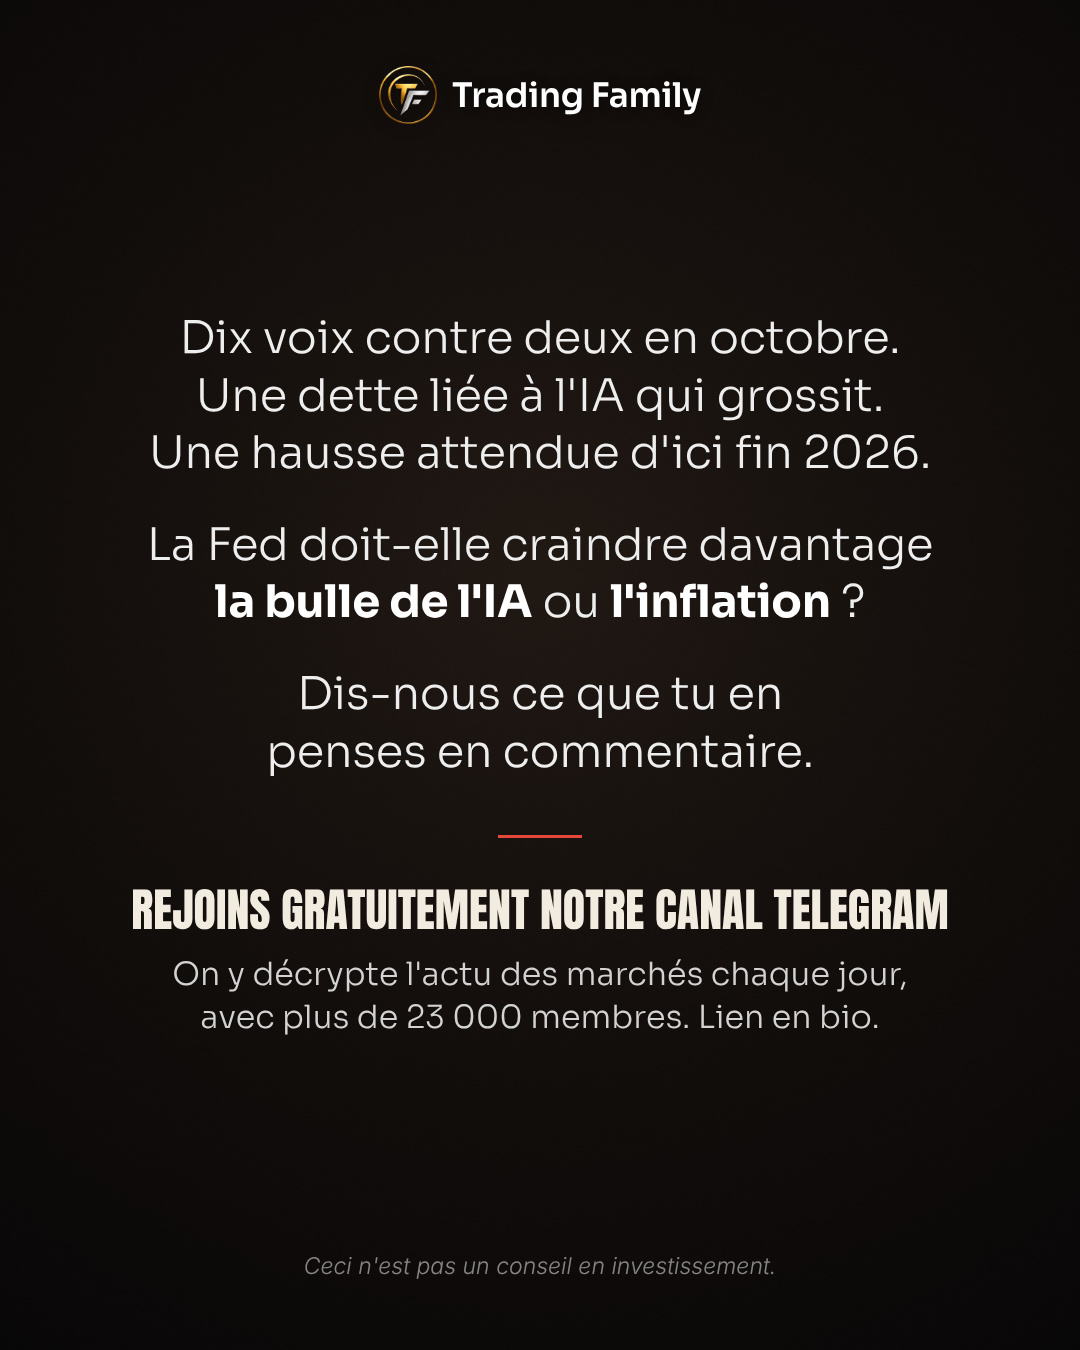 TF Trading Family
Dix voix contre deux en octobre.
Une dette liée à l'IA qui grossit.
Une hausse attendue d'ici fin 2026.
La Fed doit-elle craindre davantage
la bulle de l'IA ou l'inflation ?
Dis-nous ce que tu en
penses en commentaire.
REJOINS GRATUITEMENT NOTRE CANAL TELEGRAM
On y décrypte l'actu des marchés chaque jour,
avec plus de 23 000 membres. Lien en bio.
Ceci n'est pas un conseil en investissement.